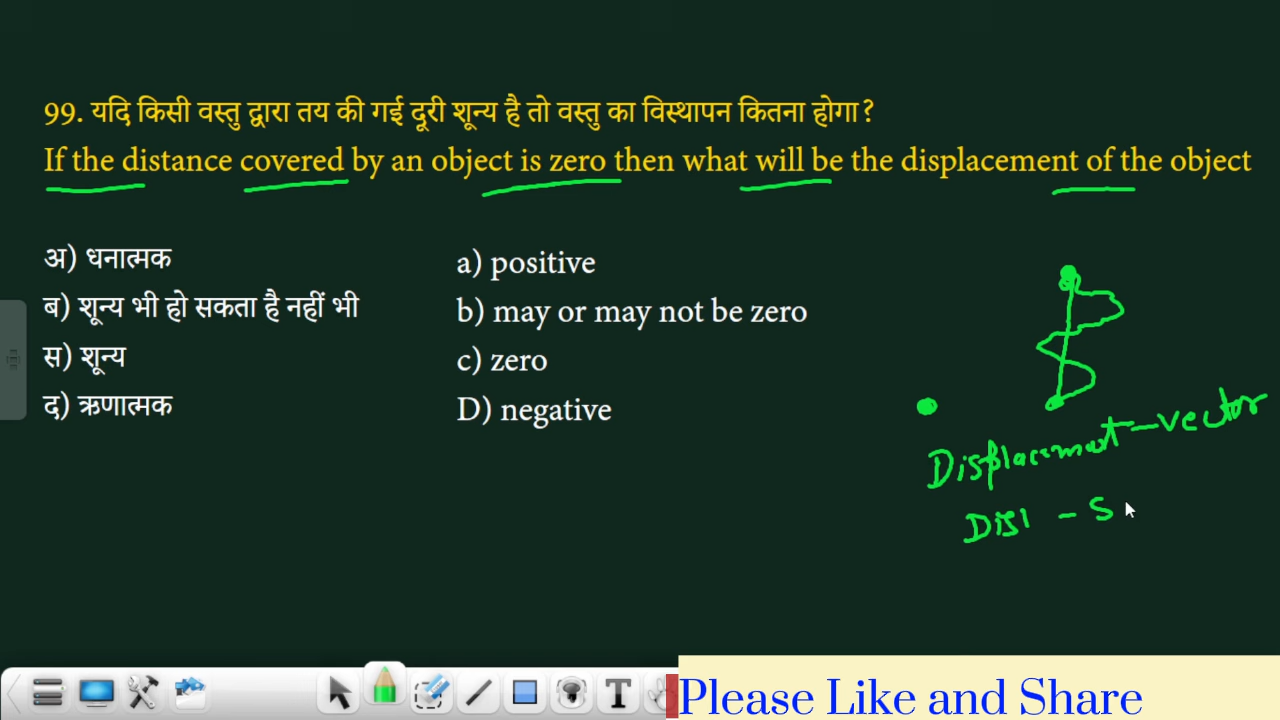 99. यदि किसी वस्तु द्वारा तय की गई दूरी शून्य है तो वस्तु का विस्थापन कितना होगा?
If the distance covered by an object is zero then what will be the displacement of the object
अ) धनात्मक
a) positive
ब) शून्य भी हो सकता है नहीं भी
b) may or may not be zero
स) शून्य
c) zero
द) ऋणात्मक
D) negative
Displacement - vector
- S
Please Like and Share